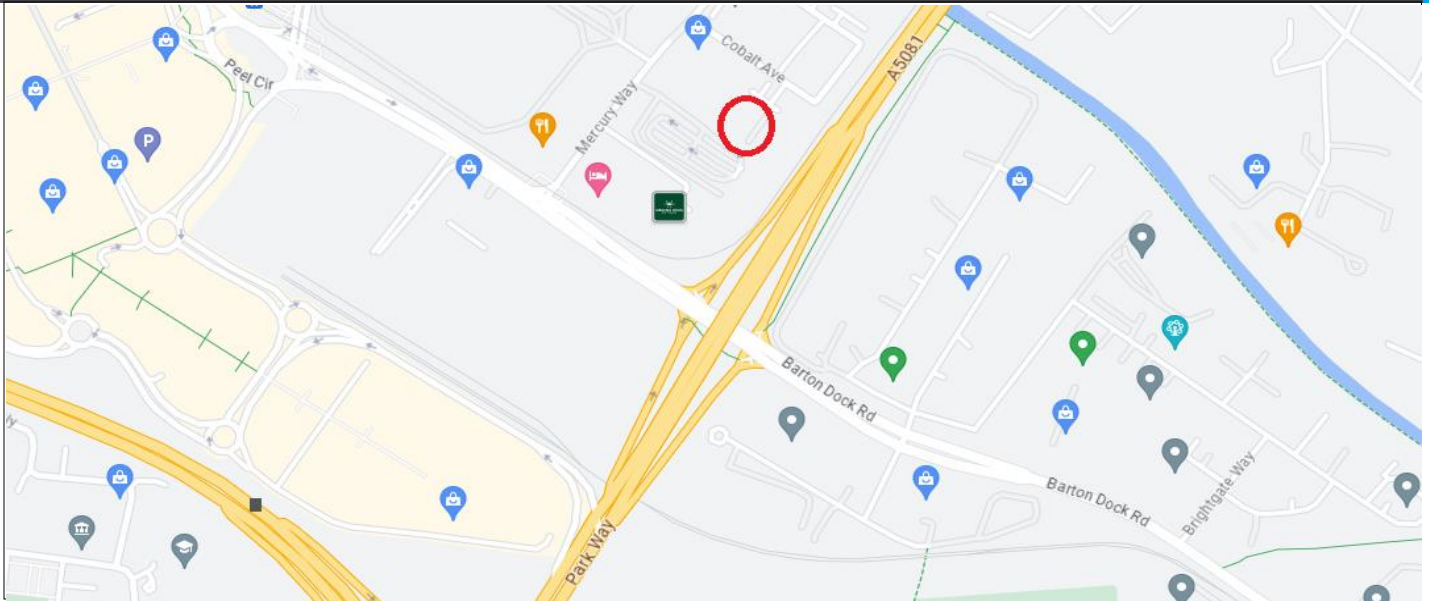 Cobalt Ave
A5081
Peel Cir
Mercury Way
P
Barton Dock Rd
Barton Dock Rd
Brightgate Way
Park Way